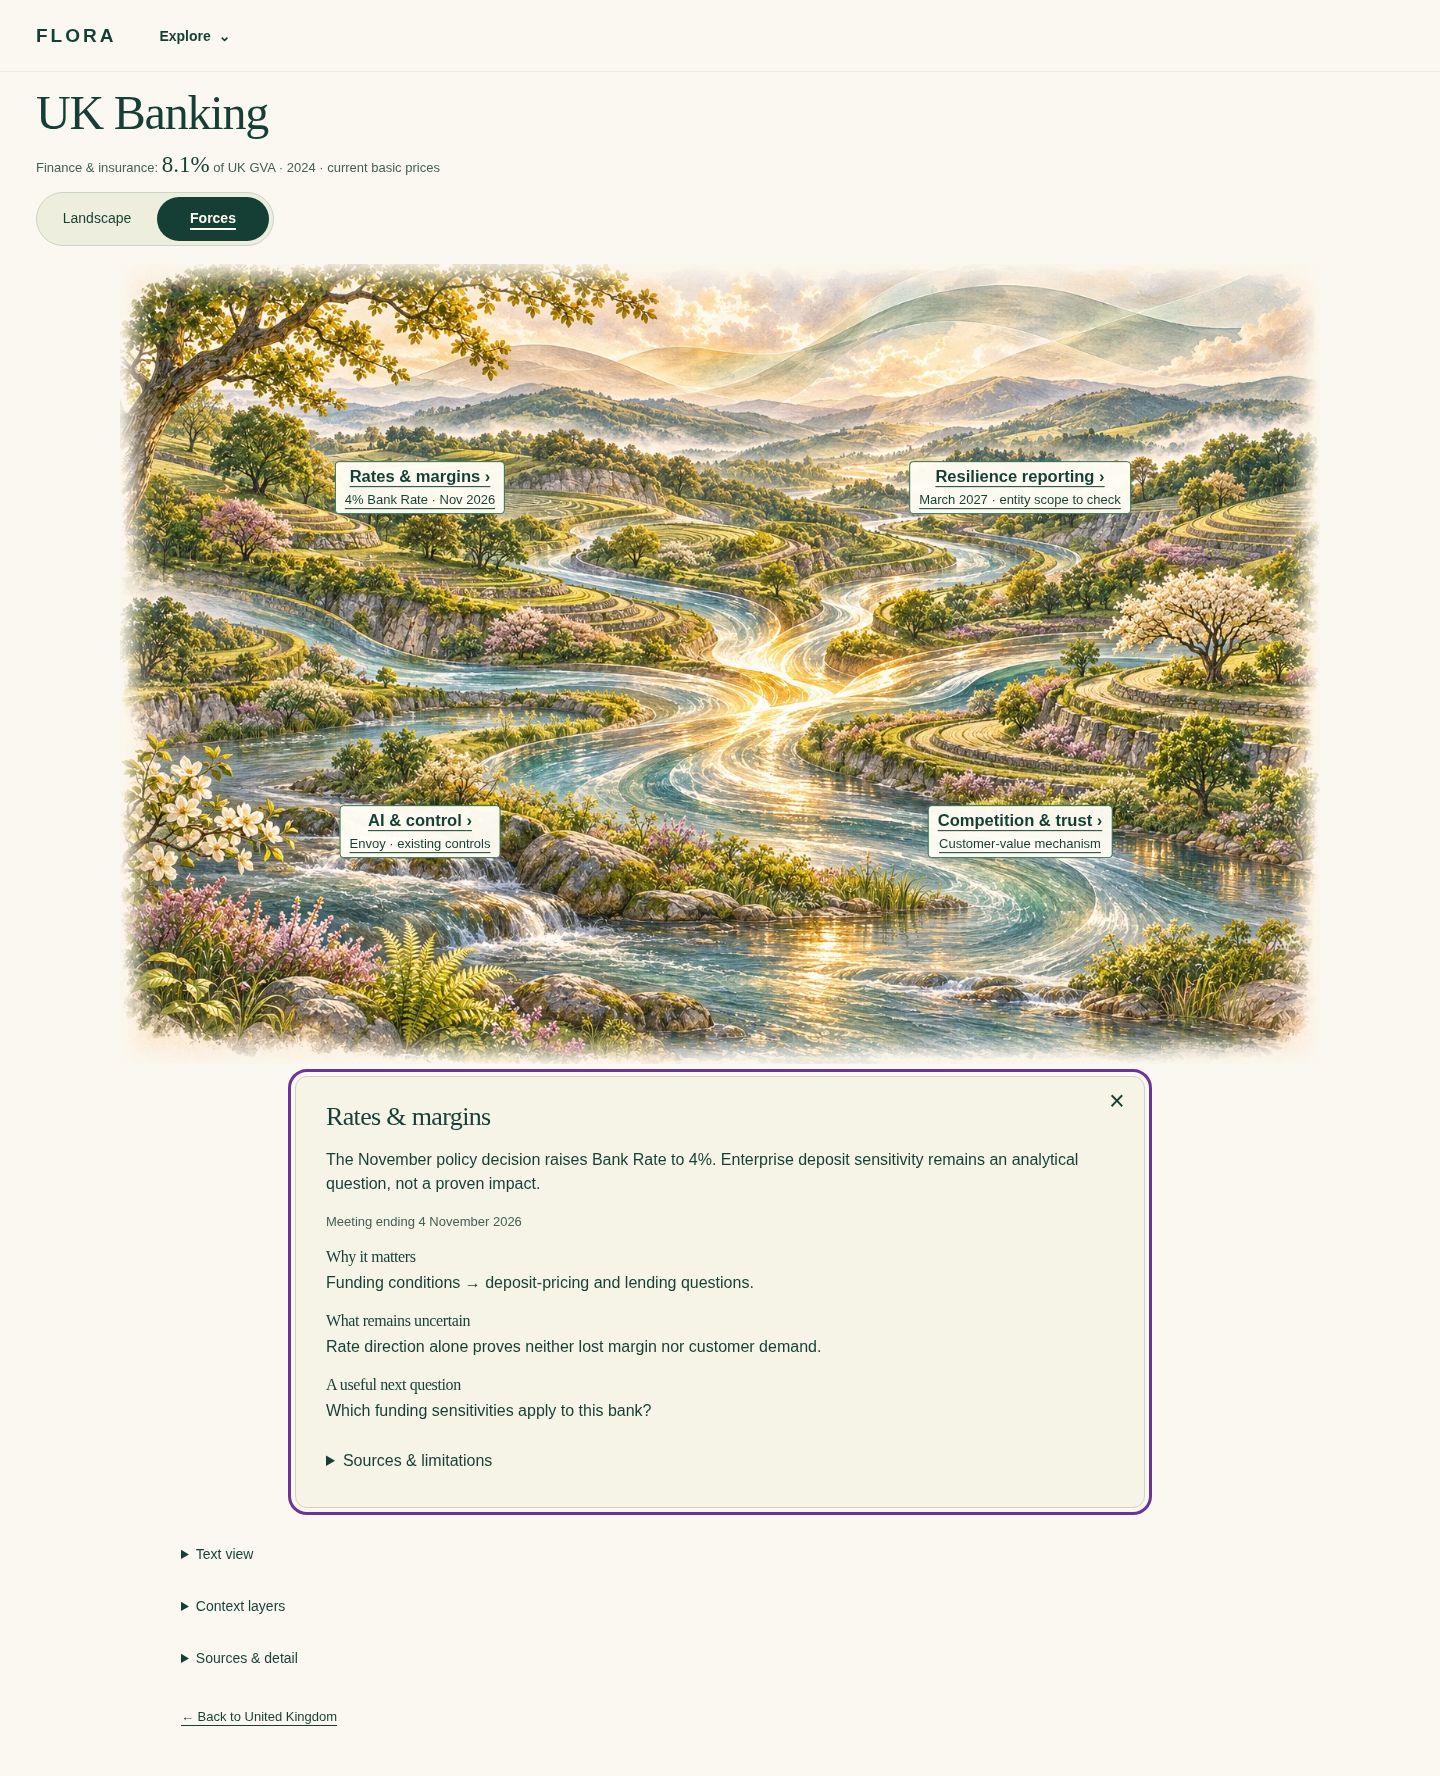 FLORA
Explore ⌄
UK Banking
Finance & insurance: 8.1% of UK GVA · 2024 · current basic prices
Landscape
Forces
Rates & margins ›
4% Bank Rate · Nov 2026
Resilience reporting ›
March 2027 · entity scope to check
AI & control ›
Envoy · existing controls
Competition & trust ›
Customer-value mechanism
×
Rates & margins
The November policy decision raises Bank Rate to 4%. Enterprise deposit sensitivity remains an analytical
question, not a proven impact.
Meeting ending 4 November 2026
Why it matters
Funding conditions → deposit-pricing and lending questions.
What remains uncertain
Rate direction alone proves neither lost margin nor customer demand.
A useful next question
Which funding sensitivities apply to this bank?
▶ Sources & limitations
▶ Text view
▶ Context layers
▶ Sources & detail
← Back to United Kingdom